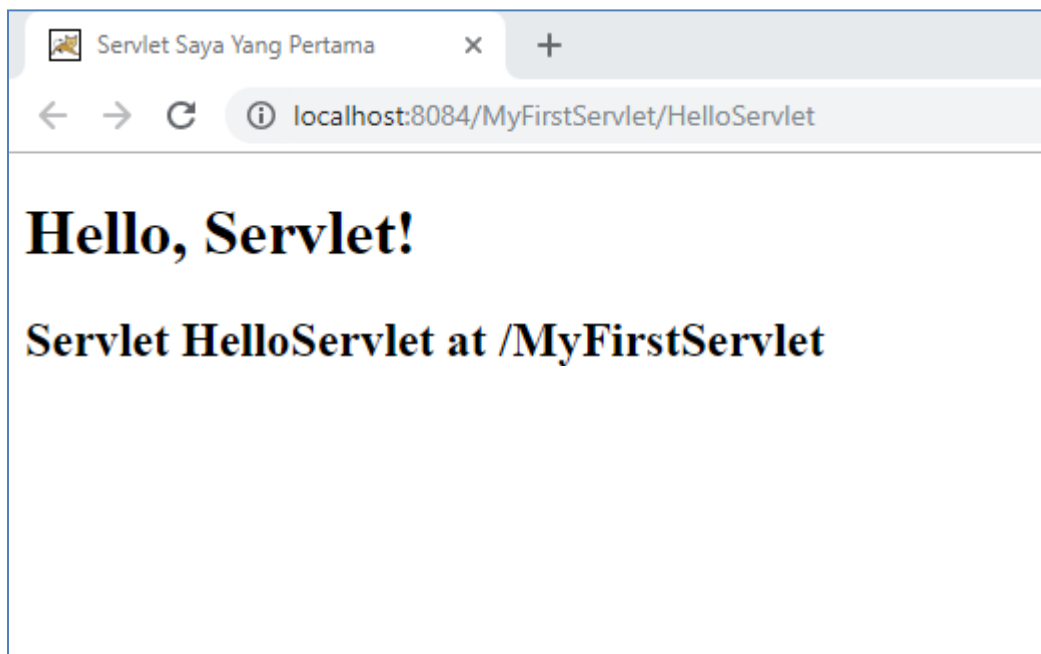 Servlet Saya Yang Pertama
localhost:8084/MyFirstServlet/HelloServlet
Hello, Servlet!
Servlet HelloServlet at /MyFirstServlet